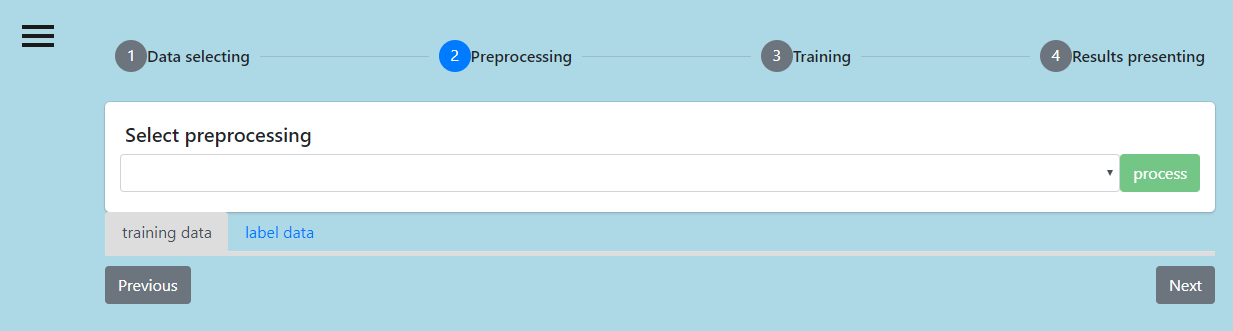 1 Data selecting 2 Preprocessing 3 Training 4 Results presenting
Select preprocessing
process
training data label data
Previous Next